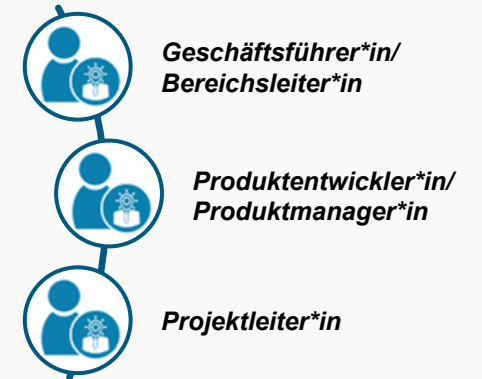 Geschäftsführer*in/
Bereichsleiter*in
Produktentwickler*in/
Produktmanager*in
Projektleiter*in